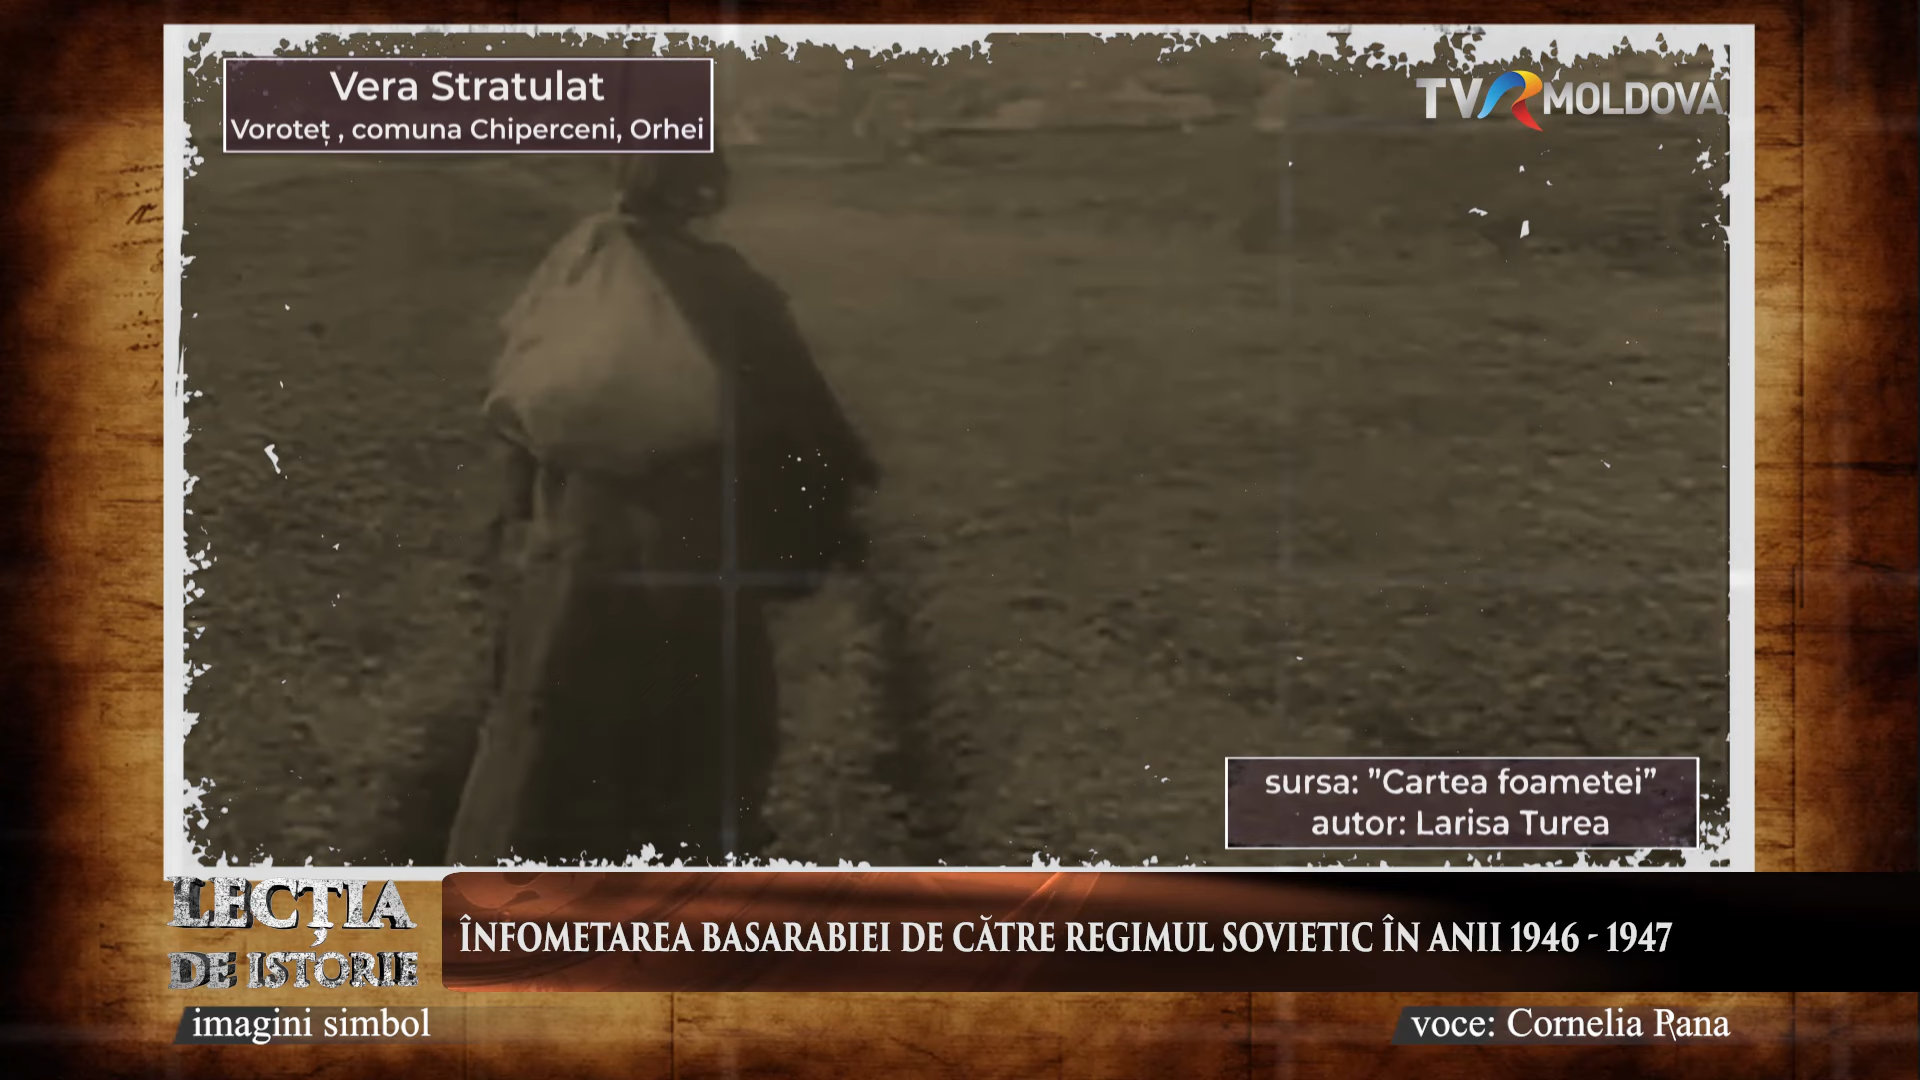 Vera Stratulat
Voroteț , comuna Chiperceni, Orhei
TVR MOLDOVA
sursa: ”Cartea foametei”
autor: Larisa Turea
LECȚIA
DE ISTORIE
ÎNFOMETAREA BASARABIEI DE CĂTRE REGIMUL SOVIETIC ÎN ANII 1946 - 1947
imagini simbol
voce: Cornelia Rana